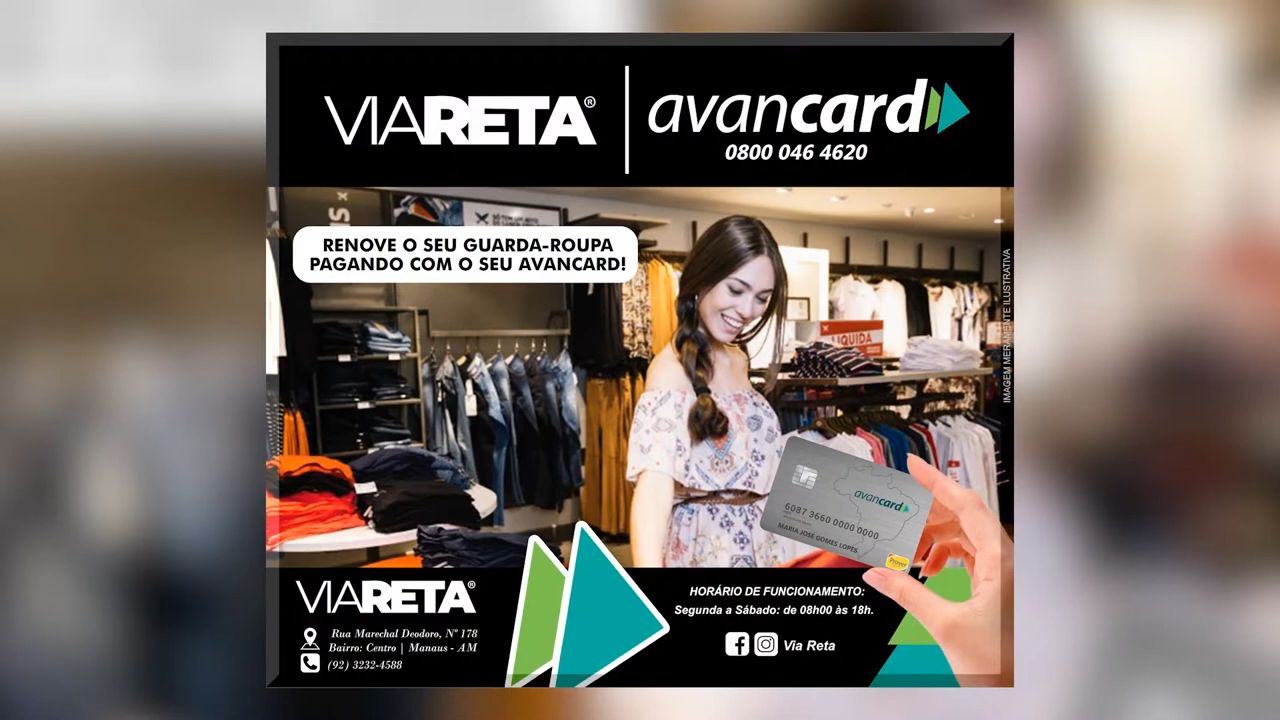 VIARETA®
avancard
0800 046 4620
RENOVE O SEU GUARDA-ROUPA
PAGANDO COM O SEU AVANCARD!
LIQUIDA
IMAGEM MERAMENTE ILUSTRATIVA
avancard
6087 3660 0000 0000
MARIA JOSÉ GOMES LOPES
VIARETA®
Rua Marechal Deodoro, Nº 178
Bairro: Centro | Manaus - AM
(92) 3232-4588
HORÁRIO DE FUNCIONAMENTO:
Segunda a Sábado: de 08h00 às 18h.
Via Reta